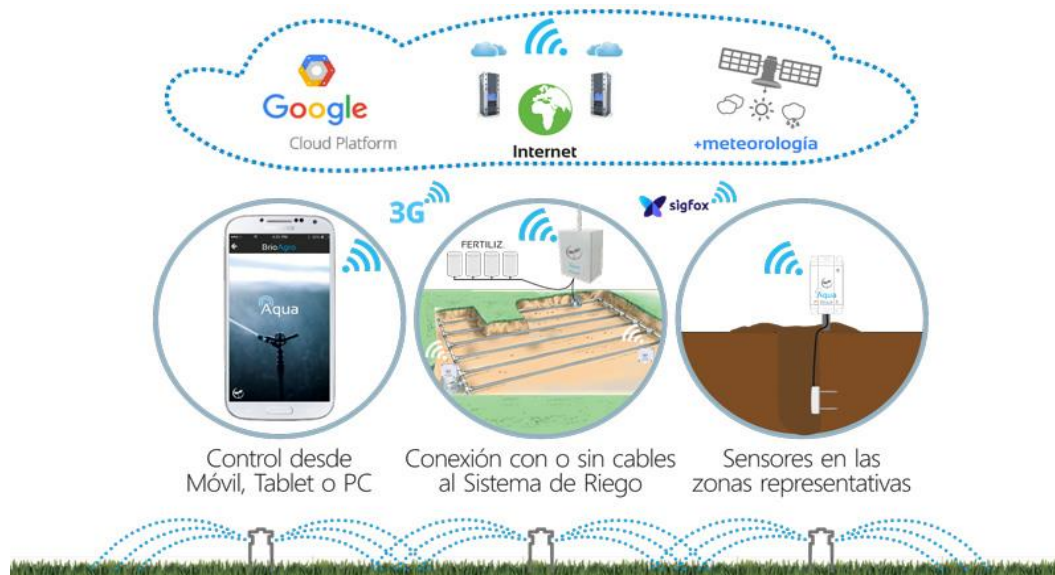 Google
Cloud Platform
Internet
+meteorología
3G
sigfox
BrioAgro
Aqua
FERTILIZ.
Aqua
Control desde
Móvil, Tablet o PC
Conexión con o sin cables
al Sistema de Riego
Sensores en las
zonas representativas